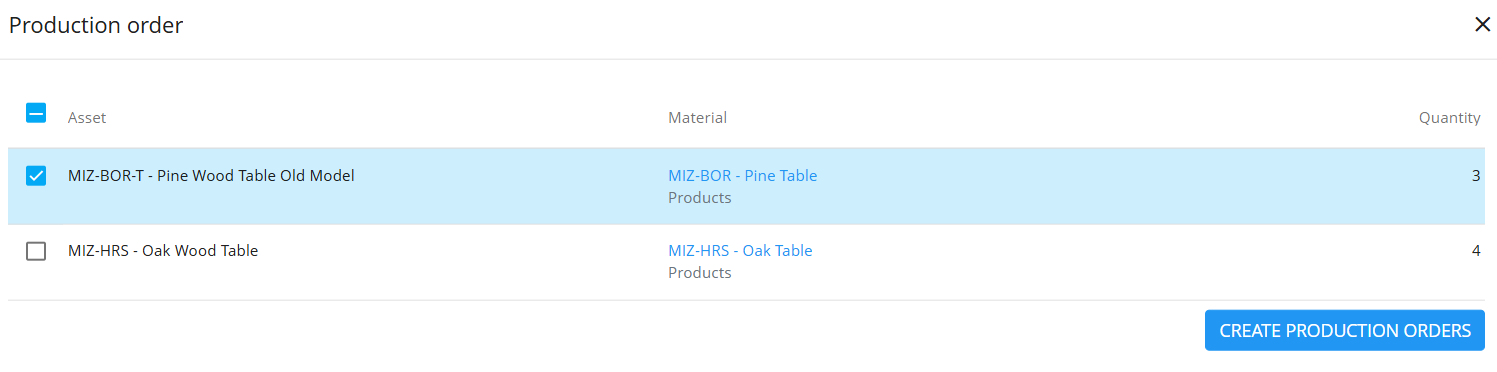 Production order
Asset Material Quantity
MIZ-BOR-T - Pine Wood Table Old Model MIZ-BOR - Pine Table 3
Products
MIZ-HRS - Oak Wood Table MIZ-HRS - Oak Table 4
Products
CREATE PRODUCTION ORDERS